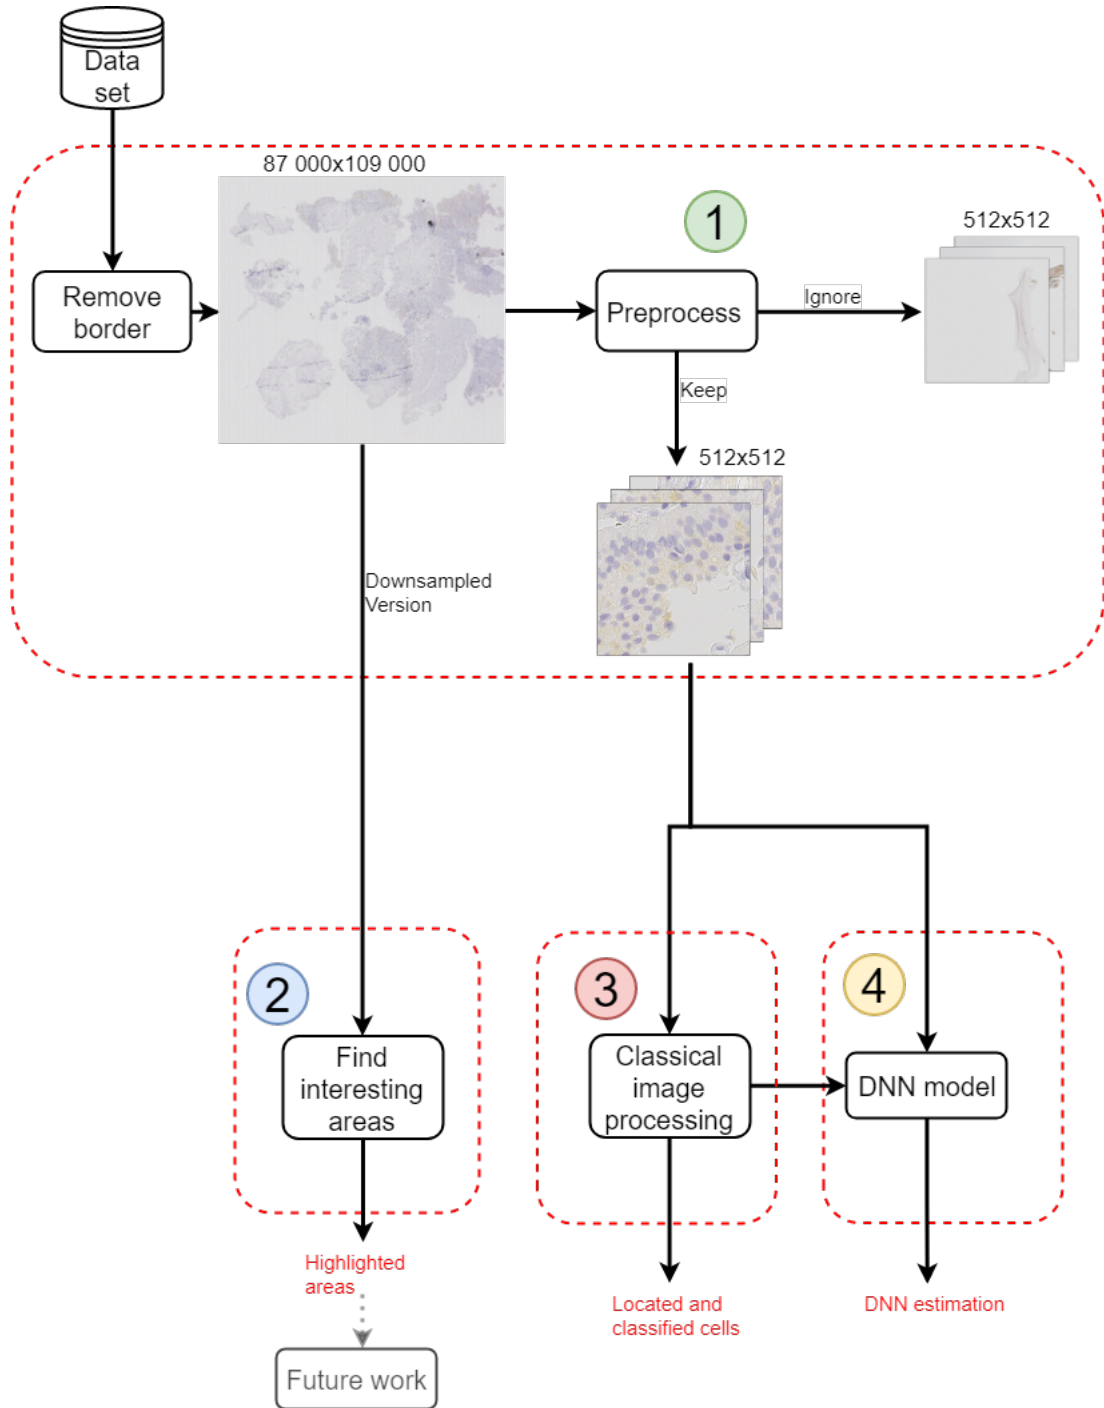 Data
set
87 000x109 000
1
512x512
Remove
border
Preprocess
Ignore
Keep
512x512
Downsampled
Version
2
3
4
Find
interesting
areas
Classical
image
processing
DNN model
Highlighted
areas
Located and
classified cells
DNN estimation
Future work